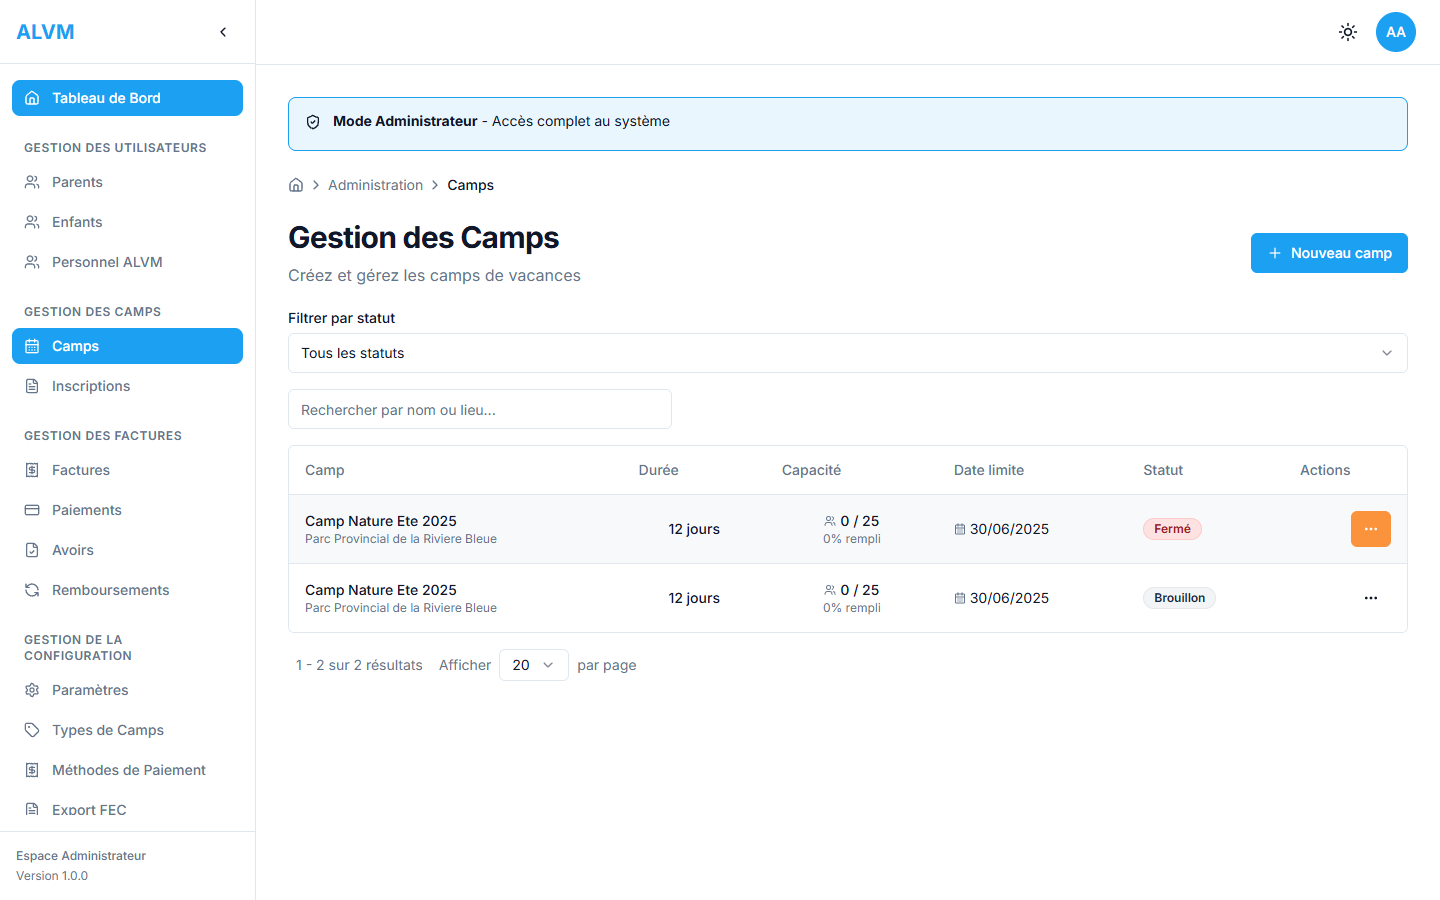 ALVM
AA
Tableau de Bord
GESTION DES UTILISATEURS
Parents
Enfants
Personnel ALVM
GESTION DES CAMPS
Camps
Inscriptions
GESTION DES FACTURES
Factures
Paiements
Avoirs
Remboursements
GESTION DE LA
CONFIGURATION
Paramètres
Types de Camps
Méthodes de Paiement
Export FEC
Espace Administrateur
Version 1.0.0
Mode Administrateur - Accès complet au système
Administration > Camps
Gestion des Camps
Créez et gérez les camps de vacances
Nouveau camp
Filtrer par statut
Tous les statuts
Rechercher par nom ou lieu...
Camp Durée Capacité Date limite Statut Actions
Camp Nature Ete 2025 12 jours 0 / 25 30/06/2025 Fermé
Parc Provincial de la Riviere Bleue 0% rempli
Camp Nature Ete 2025 12 jours 0 / 25 30/06/2025 Brouillon
Parc Provincial de la Riviere Bleue 0% rempli
1 - 2 sur 2 résultats Afficher 20 par page